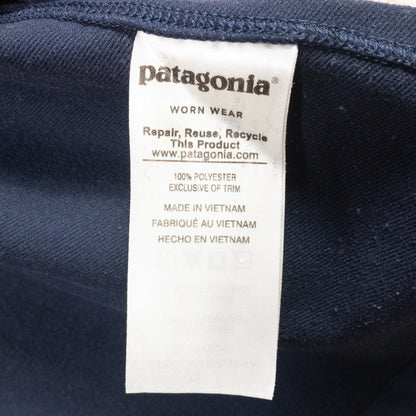 patagonia
WORN WEAR
Repair, Reuse, Recycle
This Product
www.patagonia.com
100% POLYESTER
EXCLUSIVE OF TRIM
MADE IN VIETNAM
FABRIQUÉ AU VIETNAM
HECHO EN VIETNAM